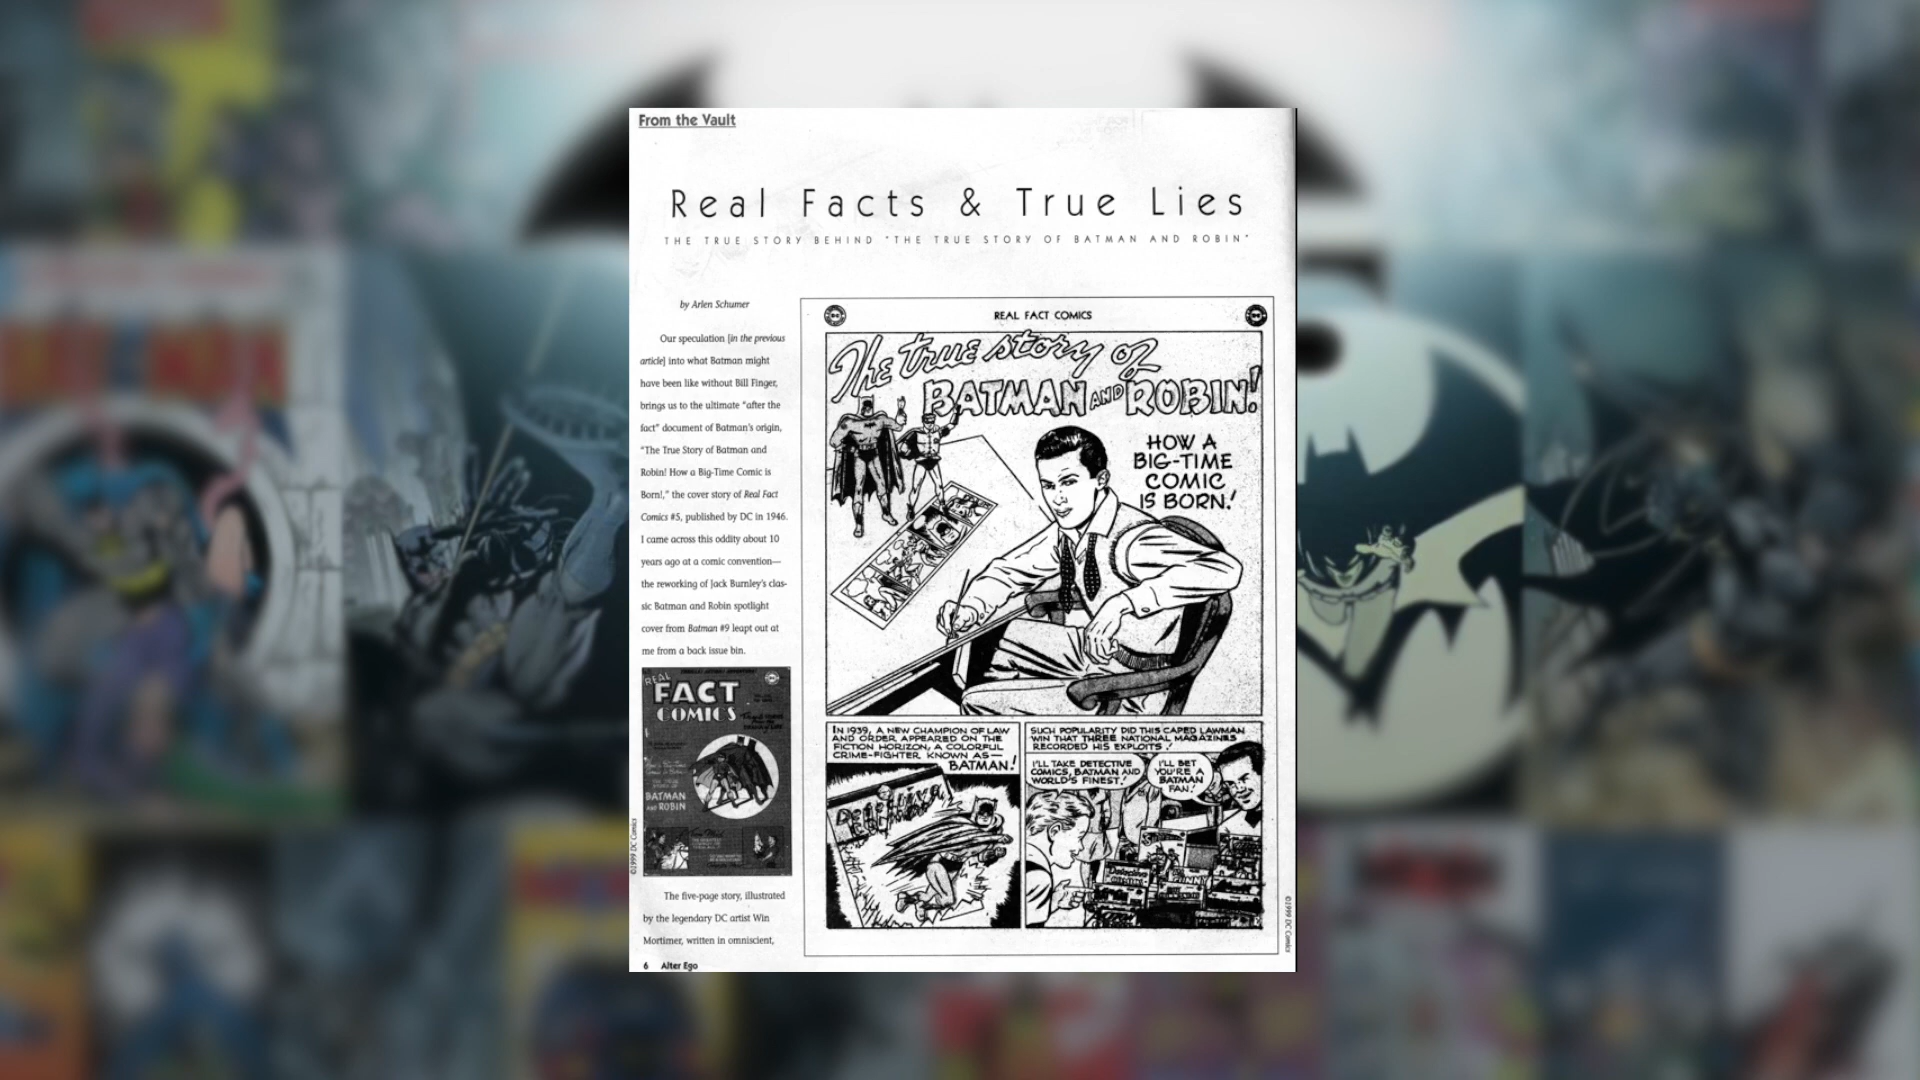 From the Vault
Real Facts & True Lies
THE TRUE STORY BEHIND "THE TRUE STORY OF BATMAN AND ROBIN"
by Arlen Schumer
Our speculation [in the previous
article] into what Batman might
have been like without Bill Finger,
brings us to the ultimate "after the
fact" document of Batman's origin,
"The True Story of Batman and
Robin! How a Big-Time Comic is
Born!," the cover story of Real Fact
Comics #5, published by DC in 1946.
I came across this oddity about 10
years ago at a comic convention—
the reworking of Jack Burnley's clas-
sic Batman and Robin spotlight
cover from Batman #9 leapt out at
me from a back issue bin.
REAL
FACT
COMICS
BATMAN
AND ROBIN
©1999 DC Comics
The five-page story, illustrated
by the legendary DC artist Win
Mortimer, written in omniscient,
6 Alter Ego
REAL FACT COMICS
The true story of
BATMAN AND ROBIN!
HOW A
BIG-TIME
COMIC
IS BORN!
IN 1939, A NEW CHAMPION OF LAW
AND ORDER APPEARED ON THE
FICTION HORIZON, A COLORFUL
CRIME-FIGHTER, KNOWN AS—
BATMAN!
SUCH POPULARITY DID THIS CAPED LAWMAN
WIN THAT THREE NATIONAL MAGAZINES
RECORDED HIS EXPLOITS!
I'LL TAKE DETECTIVE
COMICS, BATMAN AND
WORLD'S FINEST!
I'LL BET
YOU'RE A
BATMAN
FAN!
Detective
©1999 DC Comics